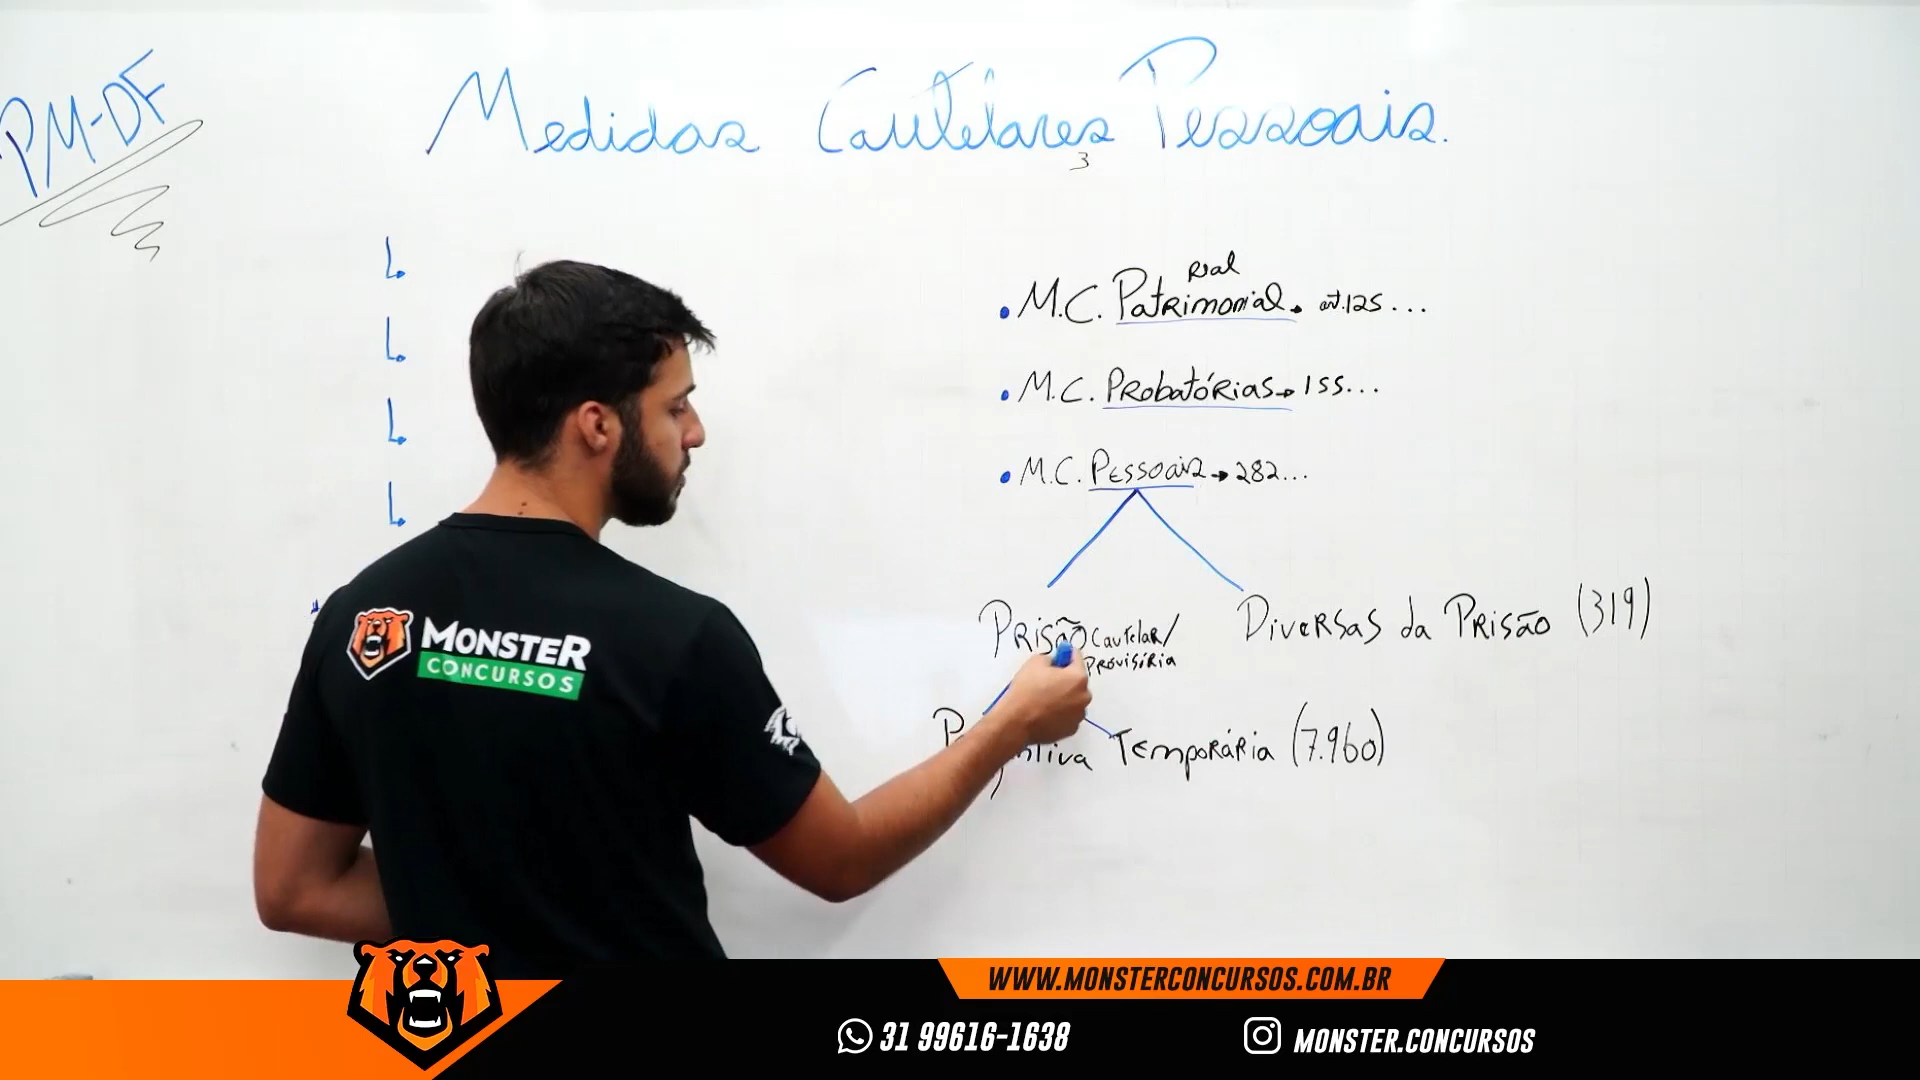 PM-DF
Medidas Cautelares Pessoais.
3
Real
• M.C. Patrimonial → art. 125...
• M.C. Probatórias → 155...
• M.C. Pessoais → 282...
Prisão Cautelar/
Provisória
Diversas da Prisão (319)
Temporária (7.960)
MONSTER
CONCURSOS
WWW.MONSTERCONCURSOS.COM.BR
31 99616-1638
MONSTER.CONCURSOS